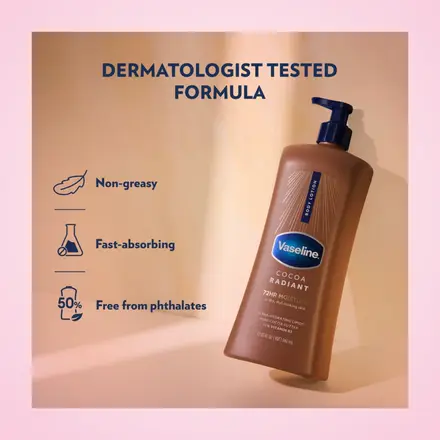 DERMATOLOGIST TESTED
FORMULA
Non-greasy
Fast-absorbing
50%
Free from phthalates
BODY LOTION
Vaseline
COCOA
RADIANT
72HR